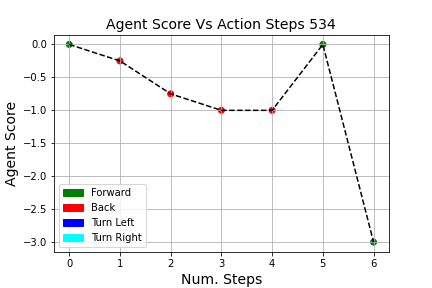 Agent Score Vs Action Steps 534
Agent Score
0.0
−0.5
−1.0
−1.5
−2.0
−2.5
−3.0
Forward
Back
Turn Left
Turn Right
0 1 2 3 4 5 6
Num. Steps